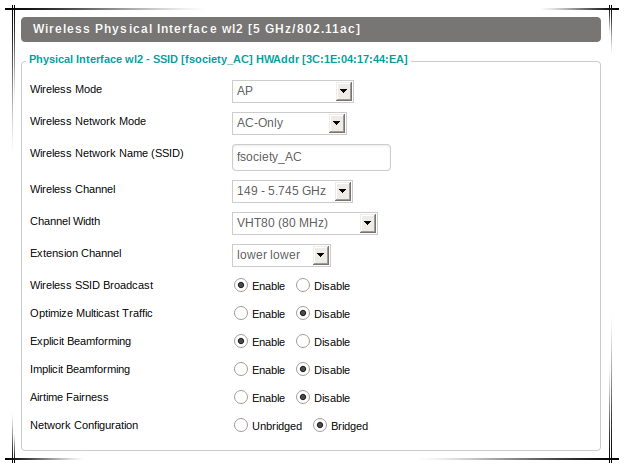 Wireless Physical Interface wl2 [5 GHz/802.11ac]
Physical Interface wl2 - SSID [fsociety_AC] HWAddr [3C:1E:04:17:44:EA]
Wireless Mode AP
Wireless Network Mode AC-Only
Wireless Network Name (SSID) fsociety_AC
Wireless Channel 149 - 5.745 GHz
Channel Width VHT80 (80 MHz)
Extension Channel lower lower
Wireless SSID Broadcast Enable Disable
Optimize Multicast Traffic Enable Disable
Explicit Beamforming Enable Disable
Implicit Beamforming Enable Disable
Airtime Fairness Enable Disable
Network Configuration Unbridged Bridged